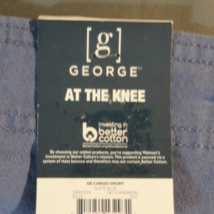 [g]
GEORGE™
AT THE KNEE
investing in
better
cotton
By choosing our cotton products, you're supporting Walmart's
investment in Better Cotton's mission. This product is sourced via a
system of mass balance and therefore may not contain Better Cotton.
GE CARGO SHORT